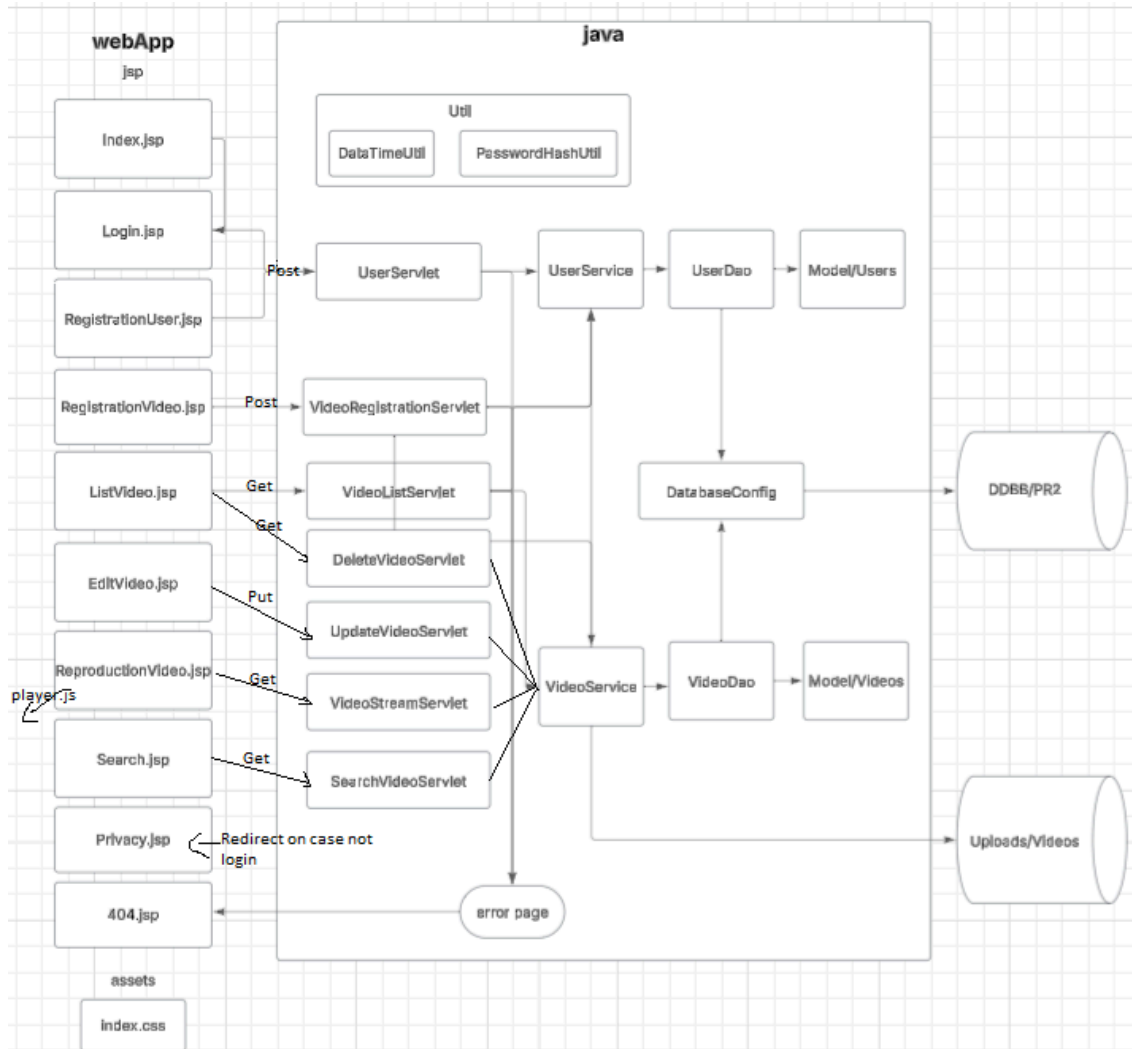 webApp
jsp
Index.jsp
Login.jsp
RegistrationUser.jsp
RegistrationVideo.jsp
ListVideo.jsp
EditVideo.jsp
ReproductionVideo.jsp
player.js
Search.jsp
Privacy.jsp
Redirect on case not
login
404.jsp
assets
index.css
java
Util
DataTimeUtil
PasswordHashUtil
Post
UserServlet
UserService
UserDao
Model/Users
Post
VideoRegistrationServlet
Get
VideoListServlet
DatabaseConfig
DDBB/PR2
Get
DeleteVideoServlet
Put
UpdateVideoServlet
Get
VideoStreamServlet
VideoService
VideoDao
Model/Videos
Get
SearchVideoServlet
Uploads/Videos
error page